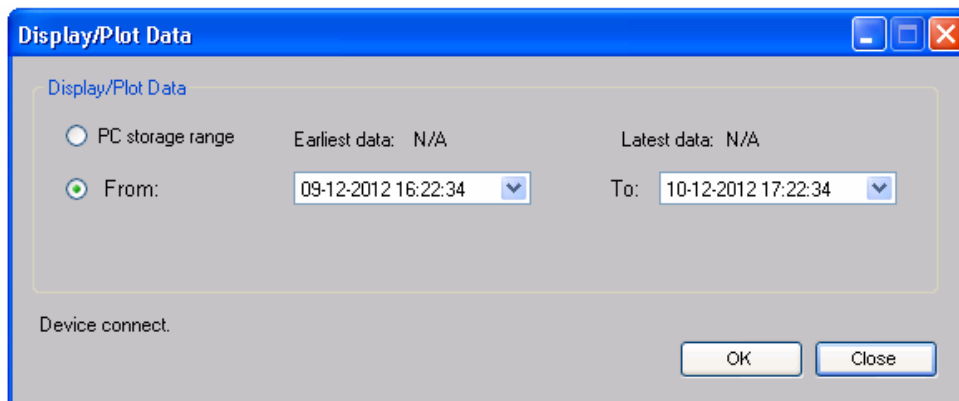 Display/Plot Data
Display/Plot Data
PC storage range Earliest data: N/A Latest data: N/A
From: 09-12-2012 16:22:34 To: 10-12-2012 17:22:34
Device connect.
OK Close